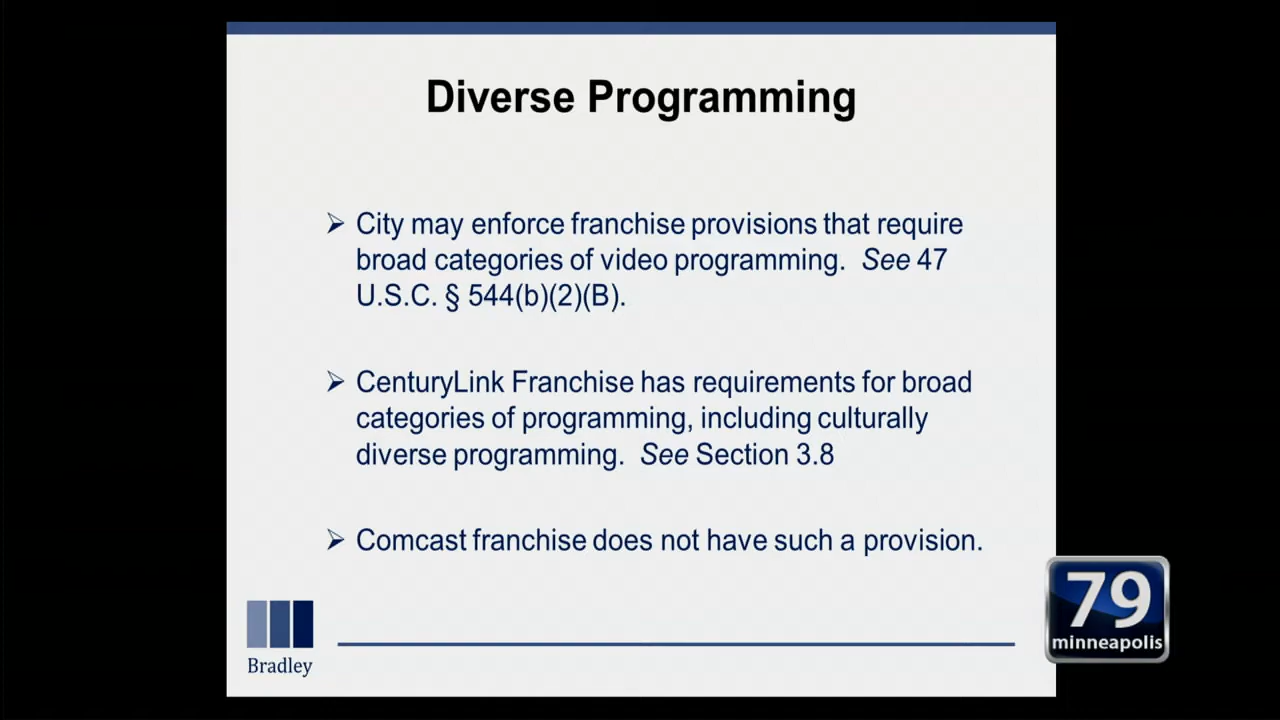 Diverse Programming
➢ City may enforce franchise provisions that require
broad categories of video programming. See 47
U.S.C. § 544(b)(2)(B).
➢ CenturyLink Franchise has requirements for broad
categories of programming, including culturally
diverse programming. See Section 3.8
➢ Comcast franchise does not have such a provision.
Bradley
79
minneapolis